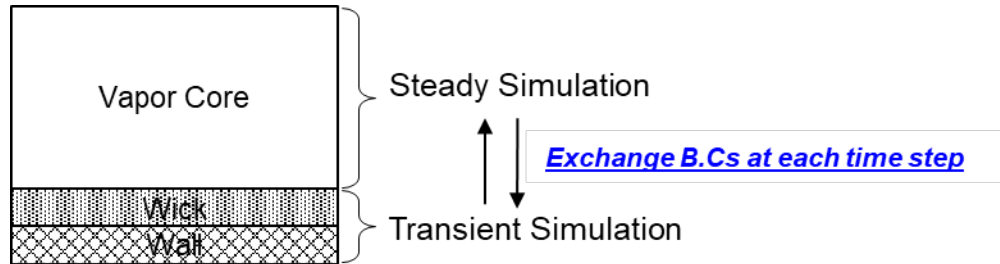 Vapor Core
Steady Simulation
Exchange B.Cs at each time step
Wick
Wall
Transient Simulation